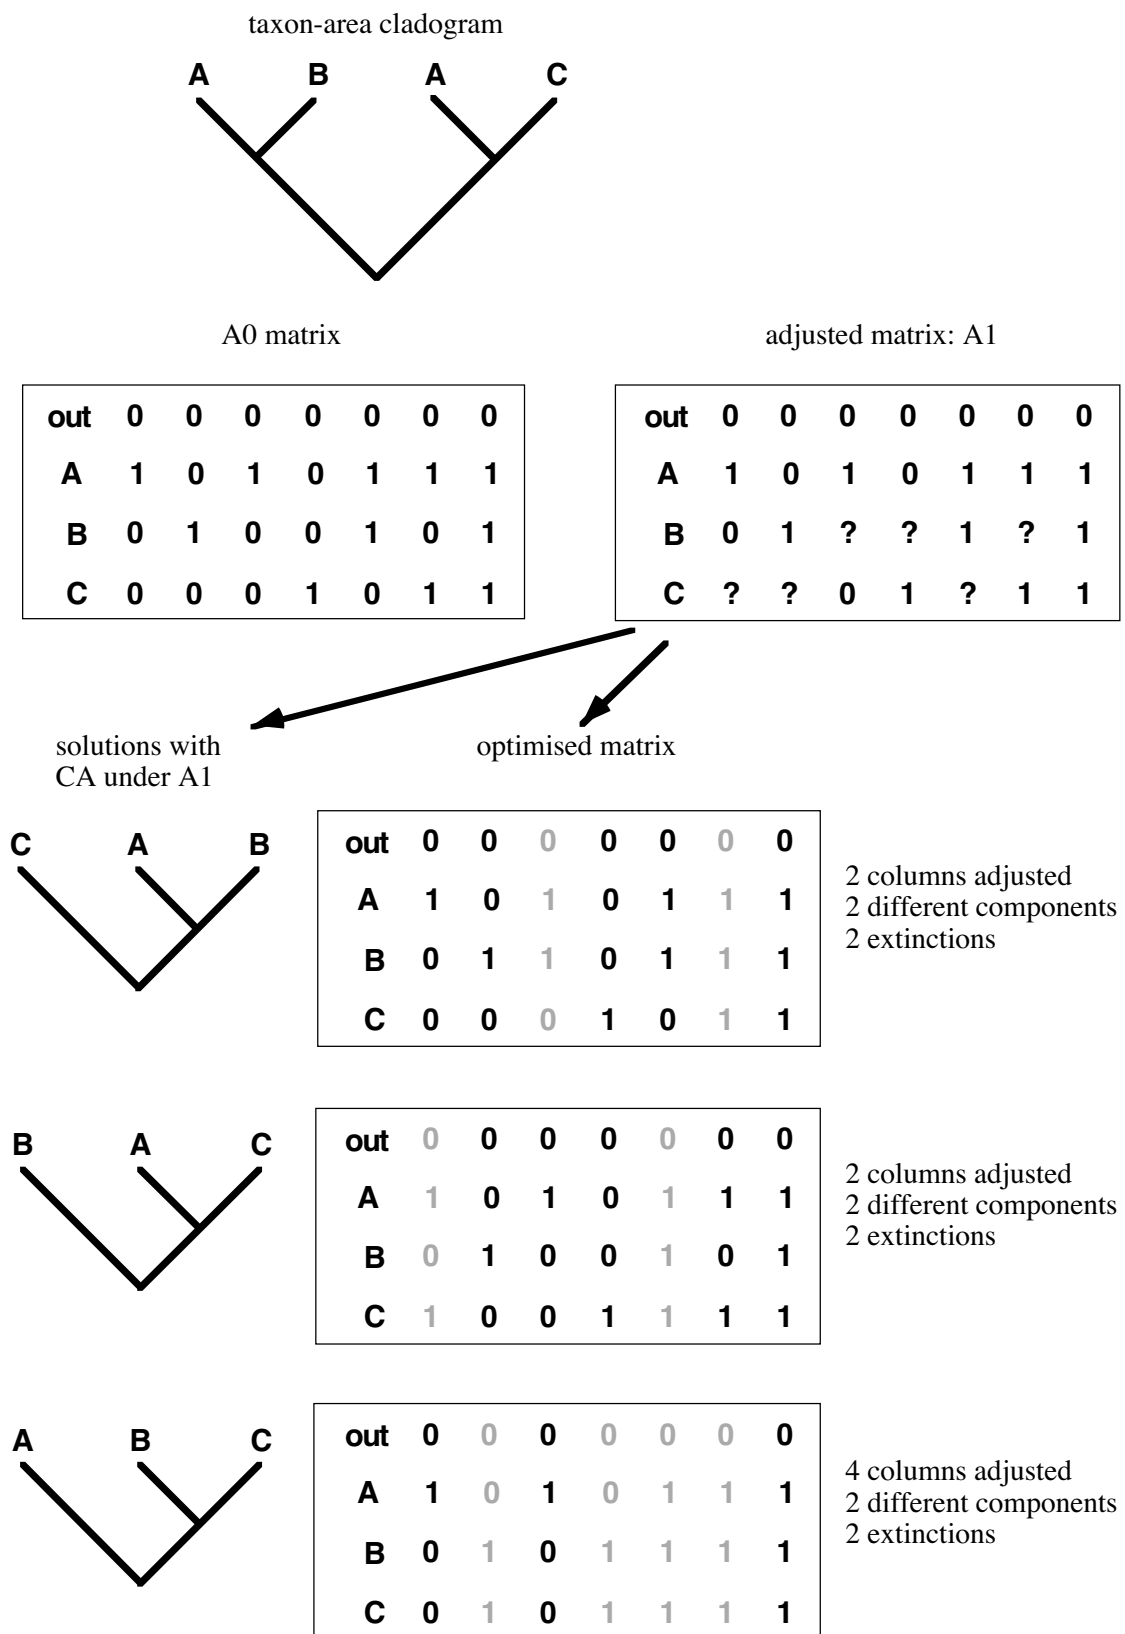 taxon-area cladogram
A B A C
A0 matrix adjusted matrix: A1
out 0 0 0 0 0 0 0
A 1 0 1 0 1 1 1
B 0 1 0 0 1 0 1
C 0 0 0 1 0 1 1
out 0 0 0 0 0 0 0
A 1 0 1 0 1 1 1
B 0 1 ? ? 1 ? 1
C ? ? 0 1 ? 1 1
solutions with
CA under A1
optimised matrix
C A B
out 0 0 0 0 0 0 0
A 1 0 1 0 1 1 1
B 0 1 1 0 1 1 1
C 0 0 0 1 0 1 1
2 columns adjusted
2 different components
2 extinctions
B A C
out 0 0 0 0 0 0 0
A 1 0 1 0 1 1 1
B 0 1 0 0 1 0 1
C 1 0 0 1 1 1 1
2 columns adjusted
2 different components
2 extinctions
A B C
out 0 0 0 0 0 0 0
A 1 0 1 0 1 1 1
B 0 1 0 1 1 1 1
C 0 1 0 1 1 1 1
4 columns adjusted
2 different components
2 extinctions